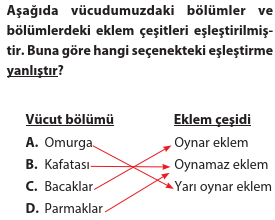 Aşağıda vücudumuzdaki bölümler ve
bölümlerdeki eklem çeşitleri eşleştirilmiş-
tir. Buna göre hangi seçenekteki eşleştirme
yanlıştır?
Vücut bölümü Eklem çeşidi
A. Omurga Oynar eklem
B. Kafatası Oynamaz eklem
C. Bacaklar Yarı oynar eklem
D. Parmaklar